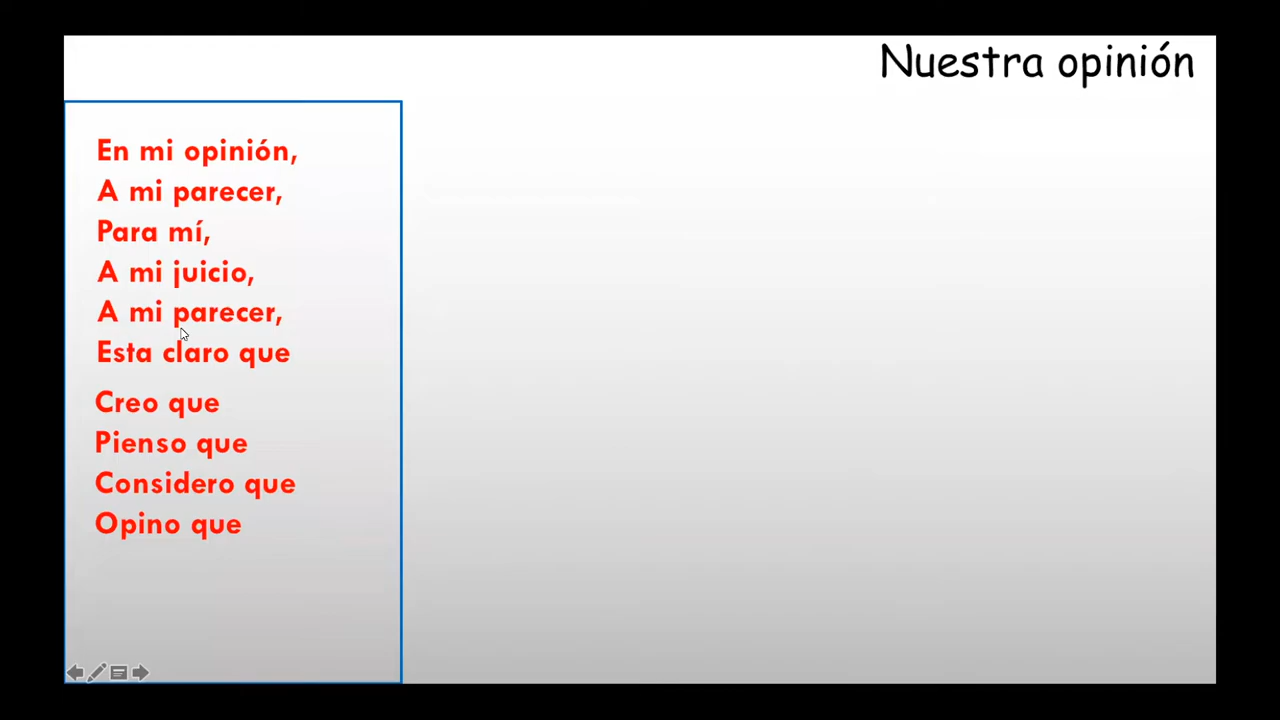 Nuestra opinión
En mi opinión,
A mi parecer,
Para mí,
A mi juicio,
A mi parecer,
Esta claro que
Creo que
Pienso que
Considero que
Opino que